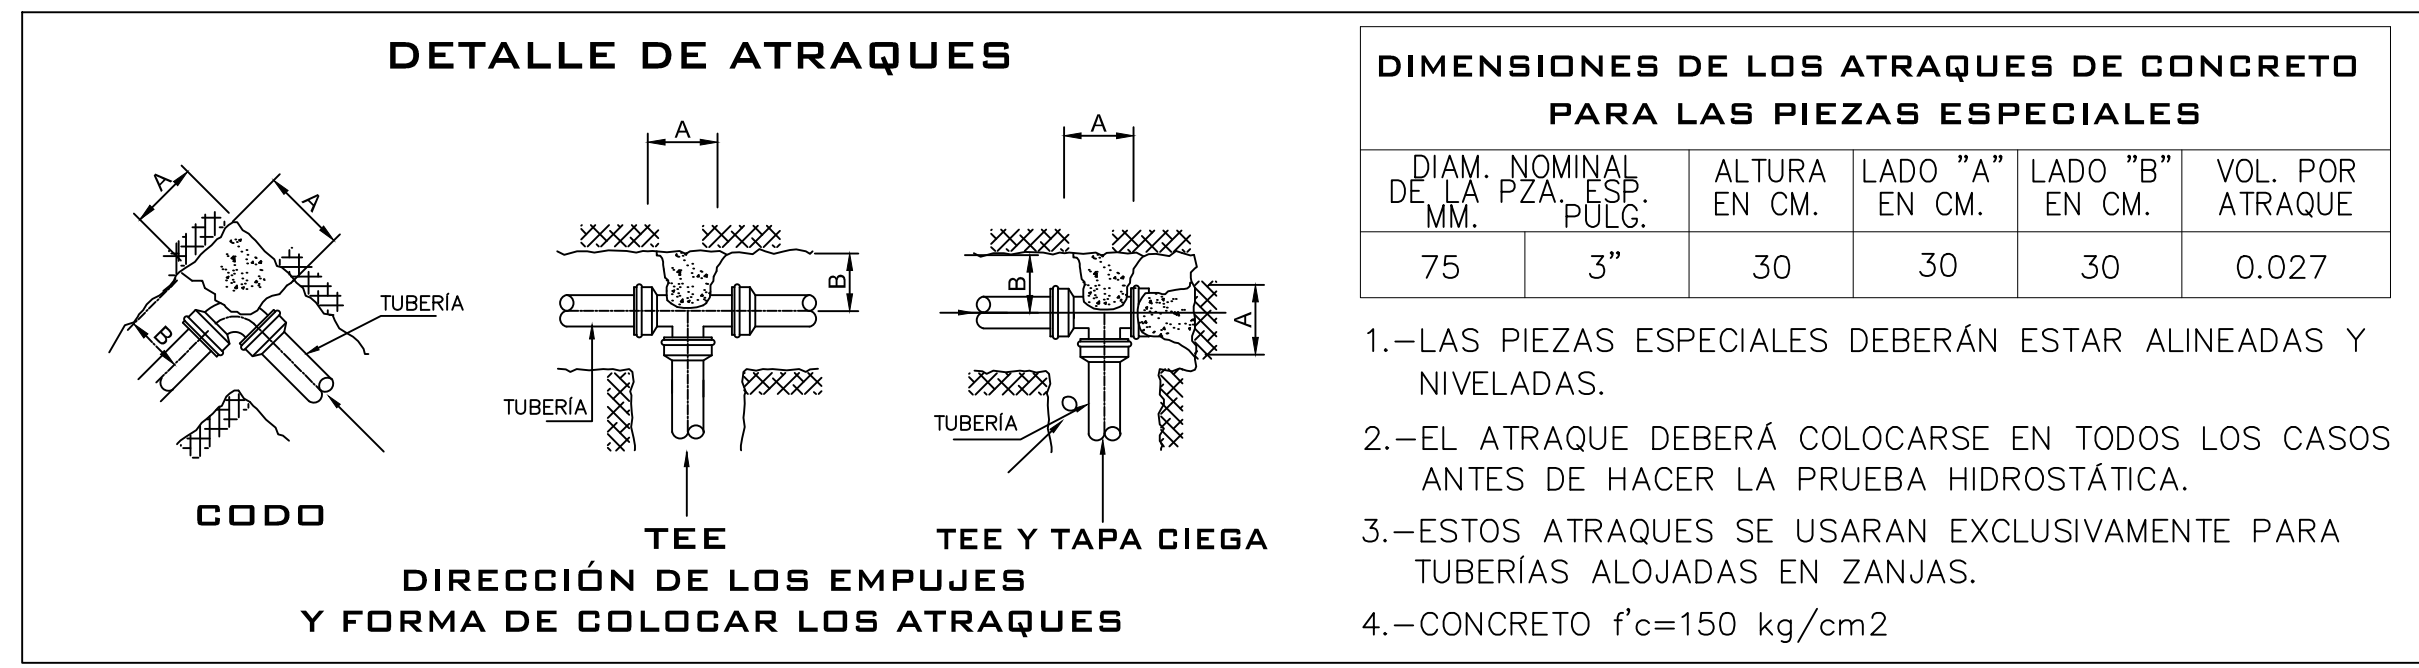 DETALLE DE ATRAQUES
A
A
B
TUBERÍA
CODO
A
B
TUBERÍA
TEE
A
B
A
TUBERÍA
TEE Y TAPA CIEGA
DIRECCIÓN DE LOS EMPUJES
Y FORMA DE COLOCAR LOS ATRAQUES
DIMENSIONES DE LOS ATRAQUES DE CONCRETO
PARA LAS PIEZAS ESPECIALES
DIAM. NOMINAL
DE LA PZA. ESP.
MM. PULG.
ALTURA
EN CM.
LADO "A"
EN CM.
LADO "B"
EN CM.
VOL. POR
ATRAQUE
75 3" 30 30 30 0.027
1.-LAS PIEZAS ESPECIALES DEBERÁN ESTAR ALINEADAS Y
NIVELADAS.
2.-EL ATRAQUE DEBERÁ COLOCARSE EN TODOS LOS CASOS
ANTES DE HACER LA PRUEBA HIDROSTÁTICA.
3.-ESTOS ATRAQUES SE USARAN EXCLUSIVAMENTE PARA
TUBERÍAS ALOJADAS EN ZANJAS.
4.-CONCRETO f'c=150 kg/cm2